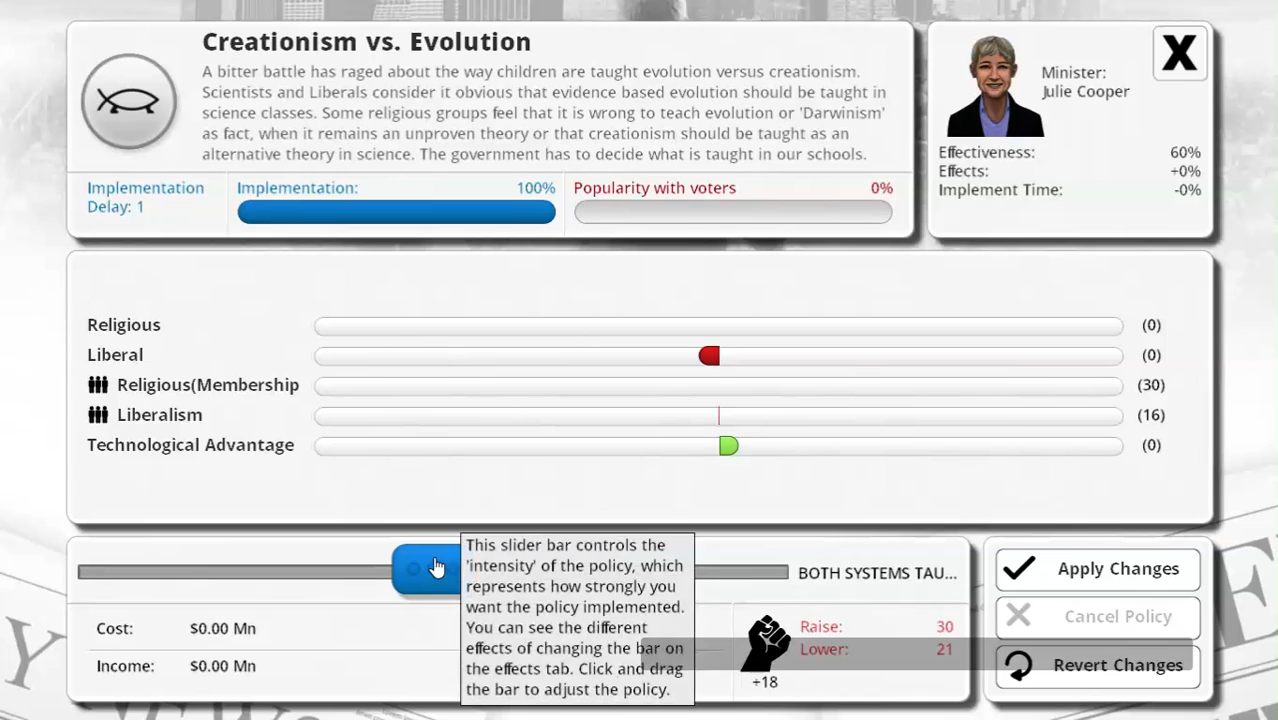 Creationism vs. Evolution
A bitter has raged about the way children are taught evolution versus creationism.
Scientists Liberals consider it obvious that evidence based evolution should be taught in
science classes. Some religious groups feel that it is wrong to teach evolution or 'Darwinism'
as fact, when it remains an unproven theory or that creationism should be taught as an
alternative theory in science. The government has to decide what is taught in our schools.
Implementation
Delay: 1
Implementation: 100%
Popularity with voters 0%
Minister:
Julie Cooper
Effectiveness: 60%
Effects: +0%
Implement Time: -0%
Religious (0)
Liberal (0)
Religious(Membership (30)
Liberalism (16)
Technological Advantage (0)
This slider bar controls the
'intensity' of the policy, which
represents how strongly you
want the policy implemented.
You can see the different
effects of changing the bar on
the effects tab. Click and drag
the bar to adjust the policy.
BOTH SYSTEMS TAU...
Cost: $0.00 Mn
Income: $0.00 Mn
Raise: 30
Lower: 21
+18
Apply Changes
Cancel Policy
Revert Changes